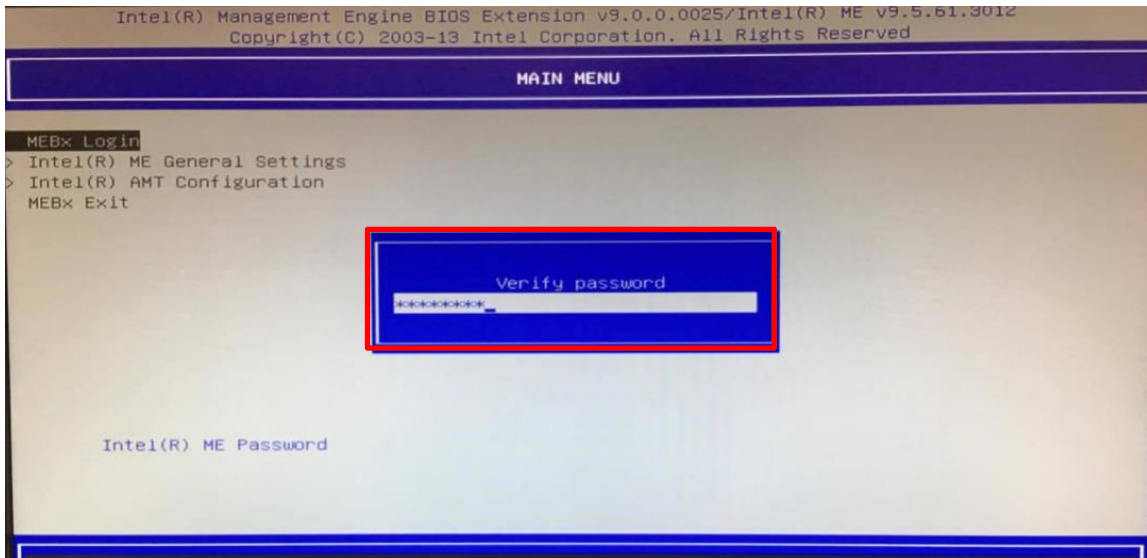 Intel(R) Management Engine BIOS Extension v9.0.0.0025/Intel(R) ME v9.5.61.3012
Copyright(C) 2003-13 Intel Corporation. All Rights Reserved
MAIN MENU
MEBx Login
> Intel(R) ME General Settings
> Intel(R) AMT Configuration
MEBx Exit
Verify password
*********_
Intel(R) ME Password